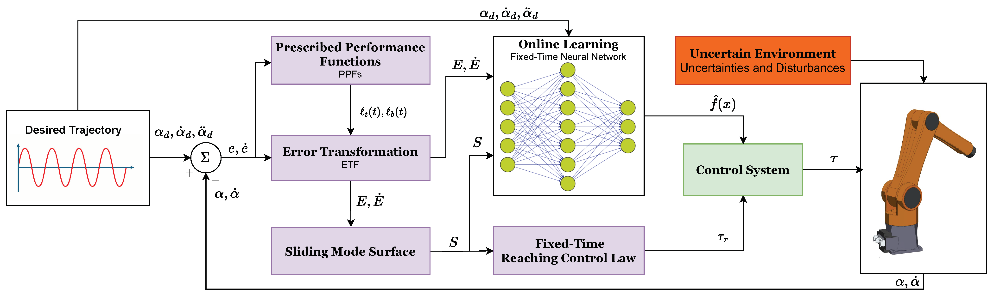 α_d, α̇_d, α̈_d
Prescribed Performance
Functions
PPFs
Online Learning
Fixed-Time Neural Network
Uncertain Environment
Uncertainties and Disturbances
E, Ė
f̂(x)
ℓ_t(t), ℓ_b(t)
Desired Trajectory
α_d, α̇_d, α̈_d
Σ
+
−
e, ė
α, α̇
Error Transformation
ETF
S
Control System
τ
E, Ė
Sliding Mode Surface
S
Fixed-Time
Reaching Control Law
τ_r
α, α̇